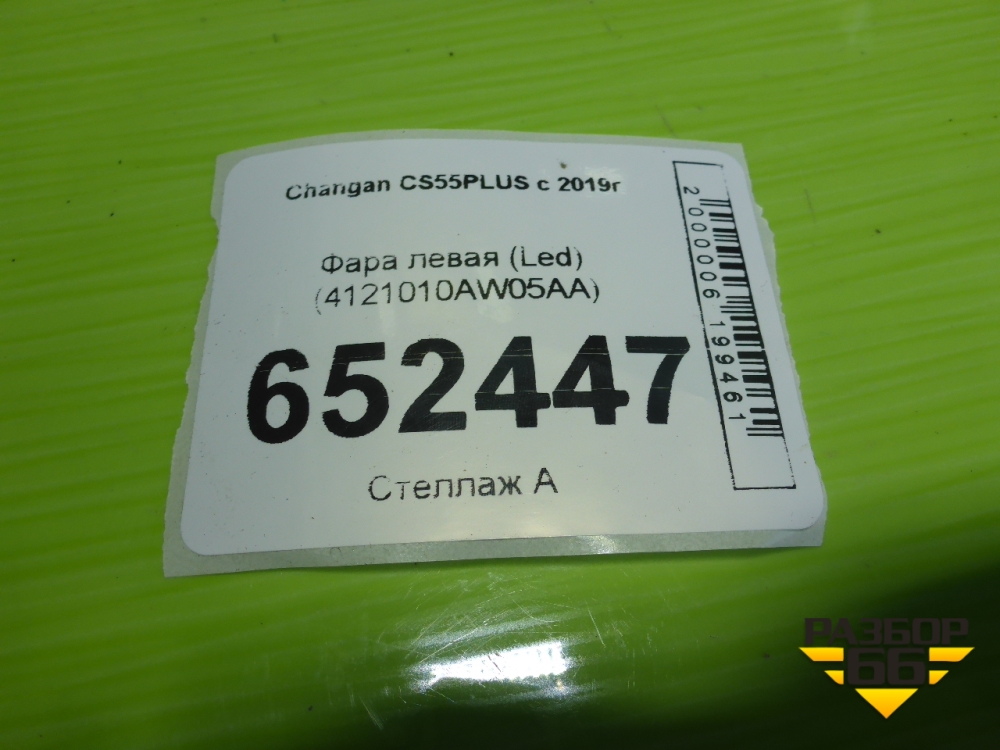 Changan CS55PLUS с 2019г
Фара левая (Led)
(4121010AW05AA)
652447
Стеллаж А
2000006199461
РАЗБОР
66